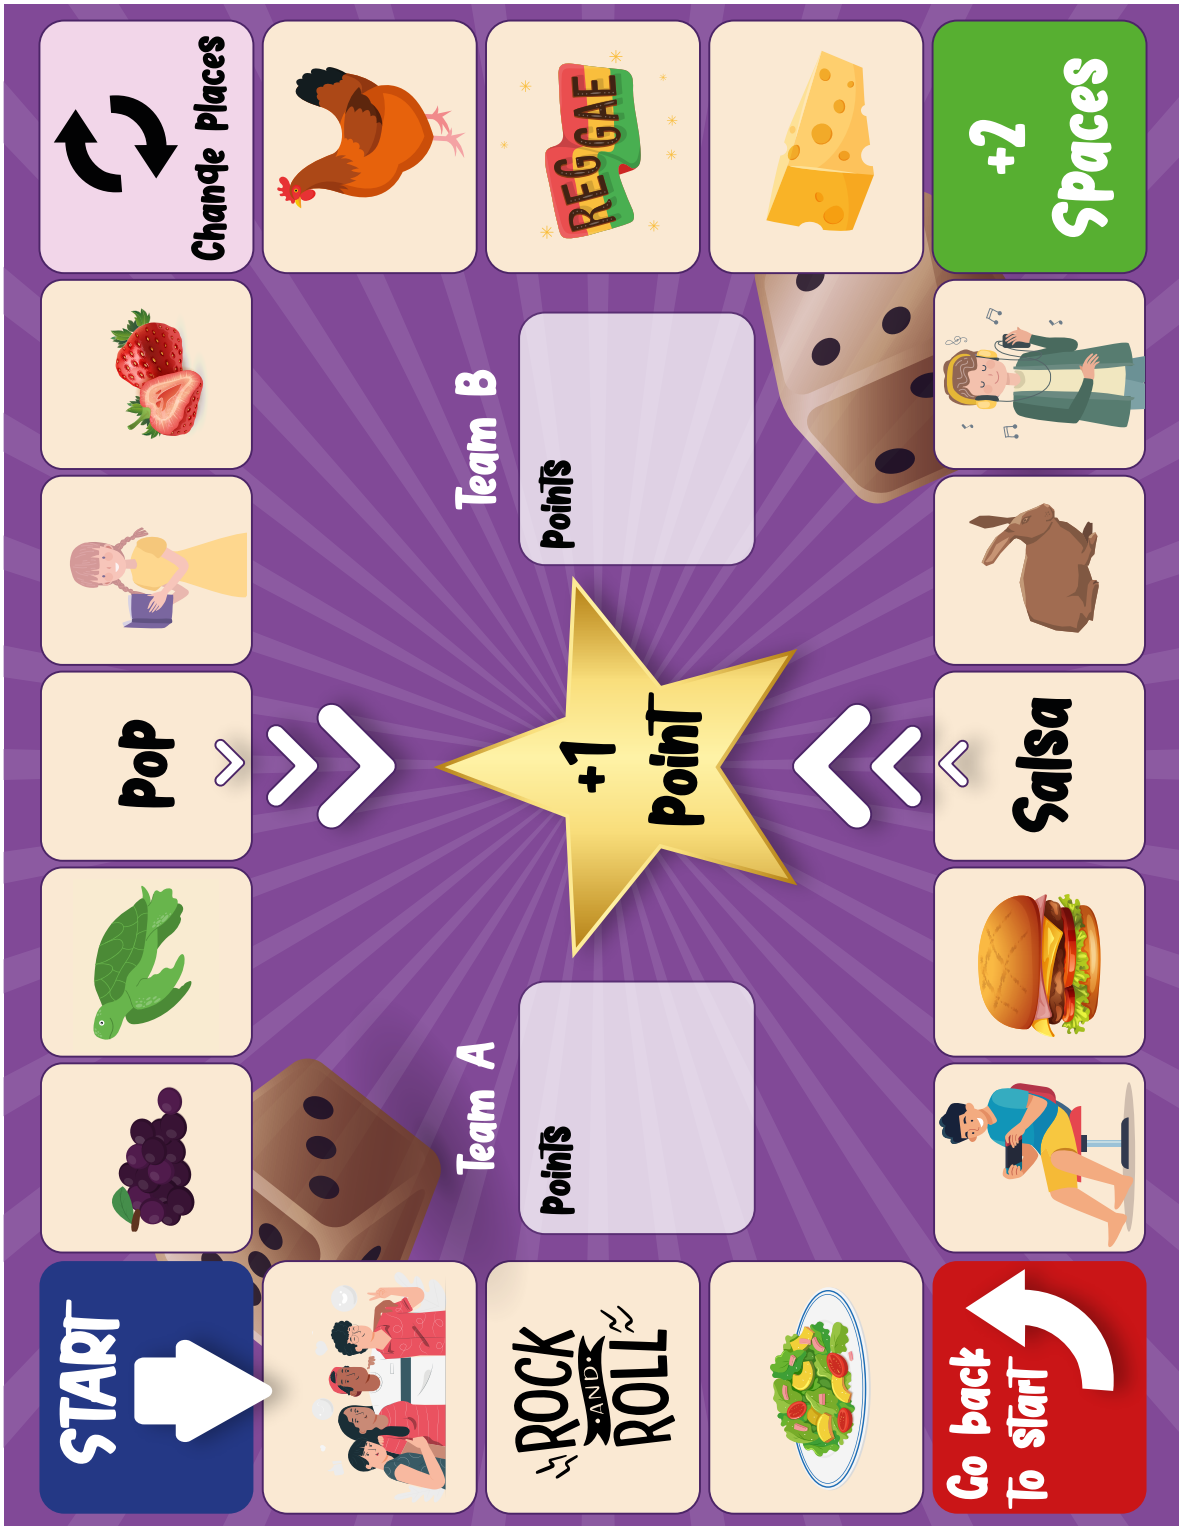 START
Pop
Change Places
Team A
Team B
ROCK
AND
ROLL
Points
+1
Point
Points
REGGAE
Go back
To start
Salsa
+2
Spaces